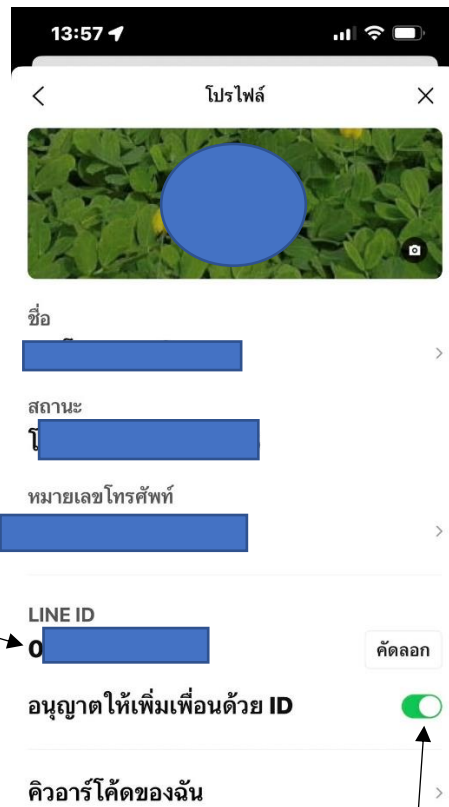 13:57
โปรไฟล์
ชื่อ
สถานะ
หมายเลขโทรศัพท์
LINE ID
0
คัดลอก
อนุญาตให้เพิ่มเพื่อนด้วย ID
คิวอาร์โค้ดของฉัน